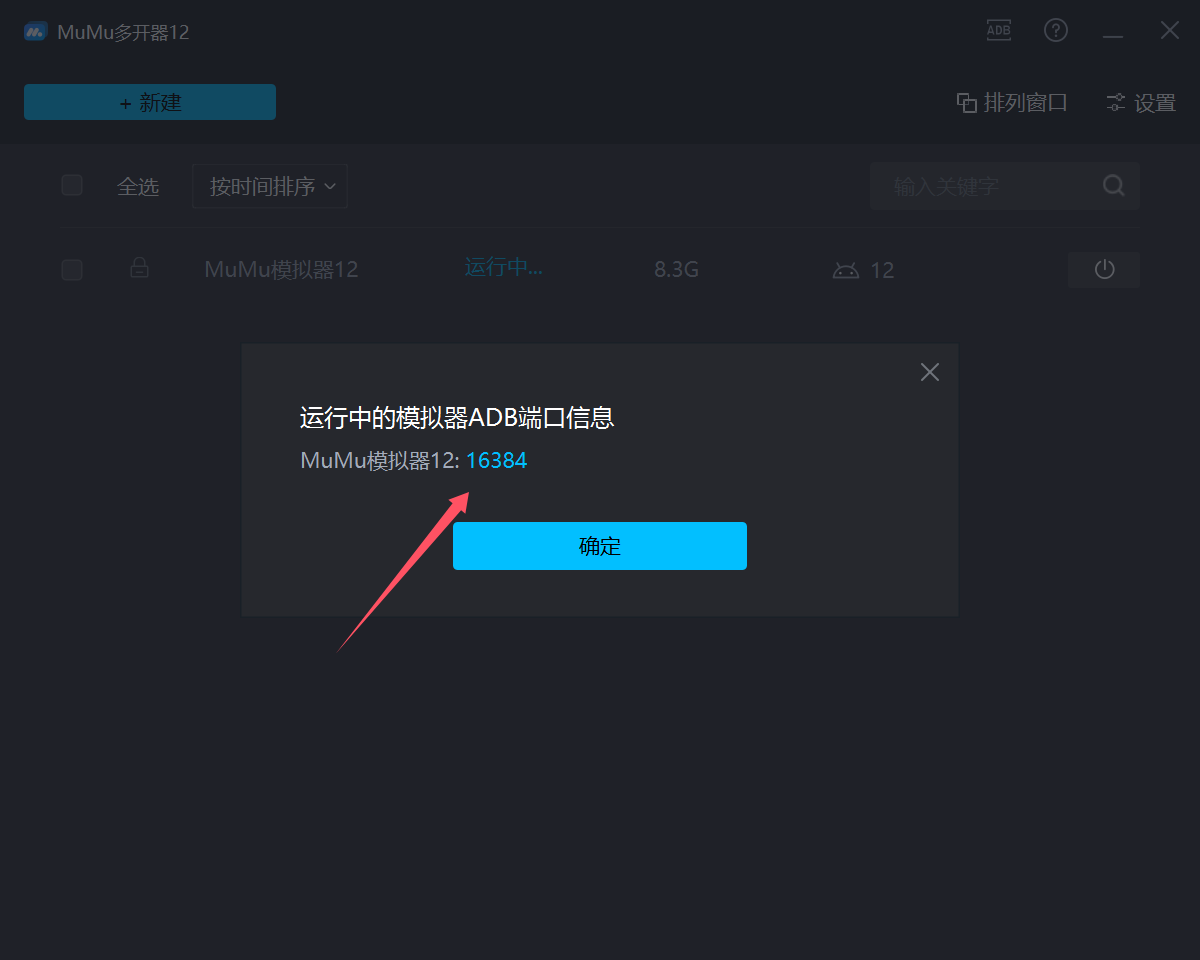 MuMu多开器12
ADB
+ 新建
排列窗口
设置
全选
按时间排序
输入关键字
MuMu模拟器12
运行中...
8.3G
12
运行中的模拟器ADB端口信息
MuMu模拟器12: 16384
确定